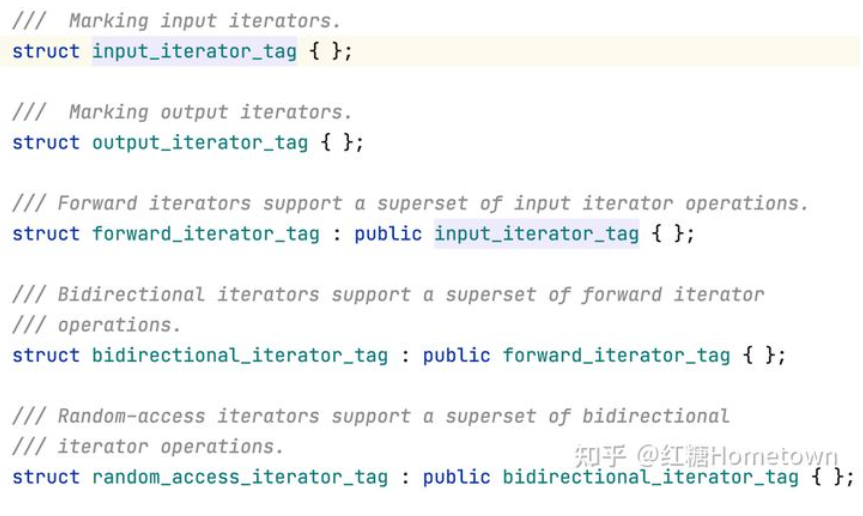 ///  Marking input iterators.
struct input_iterator_tag { };
///  Marking output iterators.
struct output_iterator_tag { };
/// Forward iterators support a superset of input iterator operations.
struct forward_iterator_tag : public input_iterator_tag { };
/// Bidirectional iterators support a superset of forward iterator
/// operations.
struct bidirectional_iterator_tag : public forward_iterator_tag { };
/// Random-access iterators support a superset of bidirectional
/// iterator operations.
知乎 @红糖Hometown
struct random_access_iterator_tag : public bidirectional_iterator_tag { };